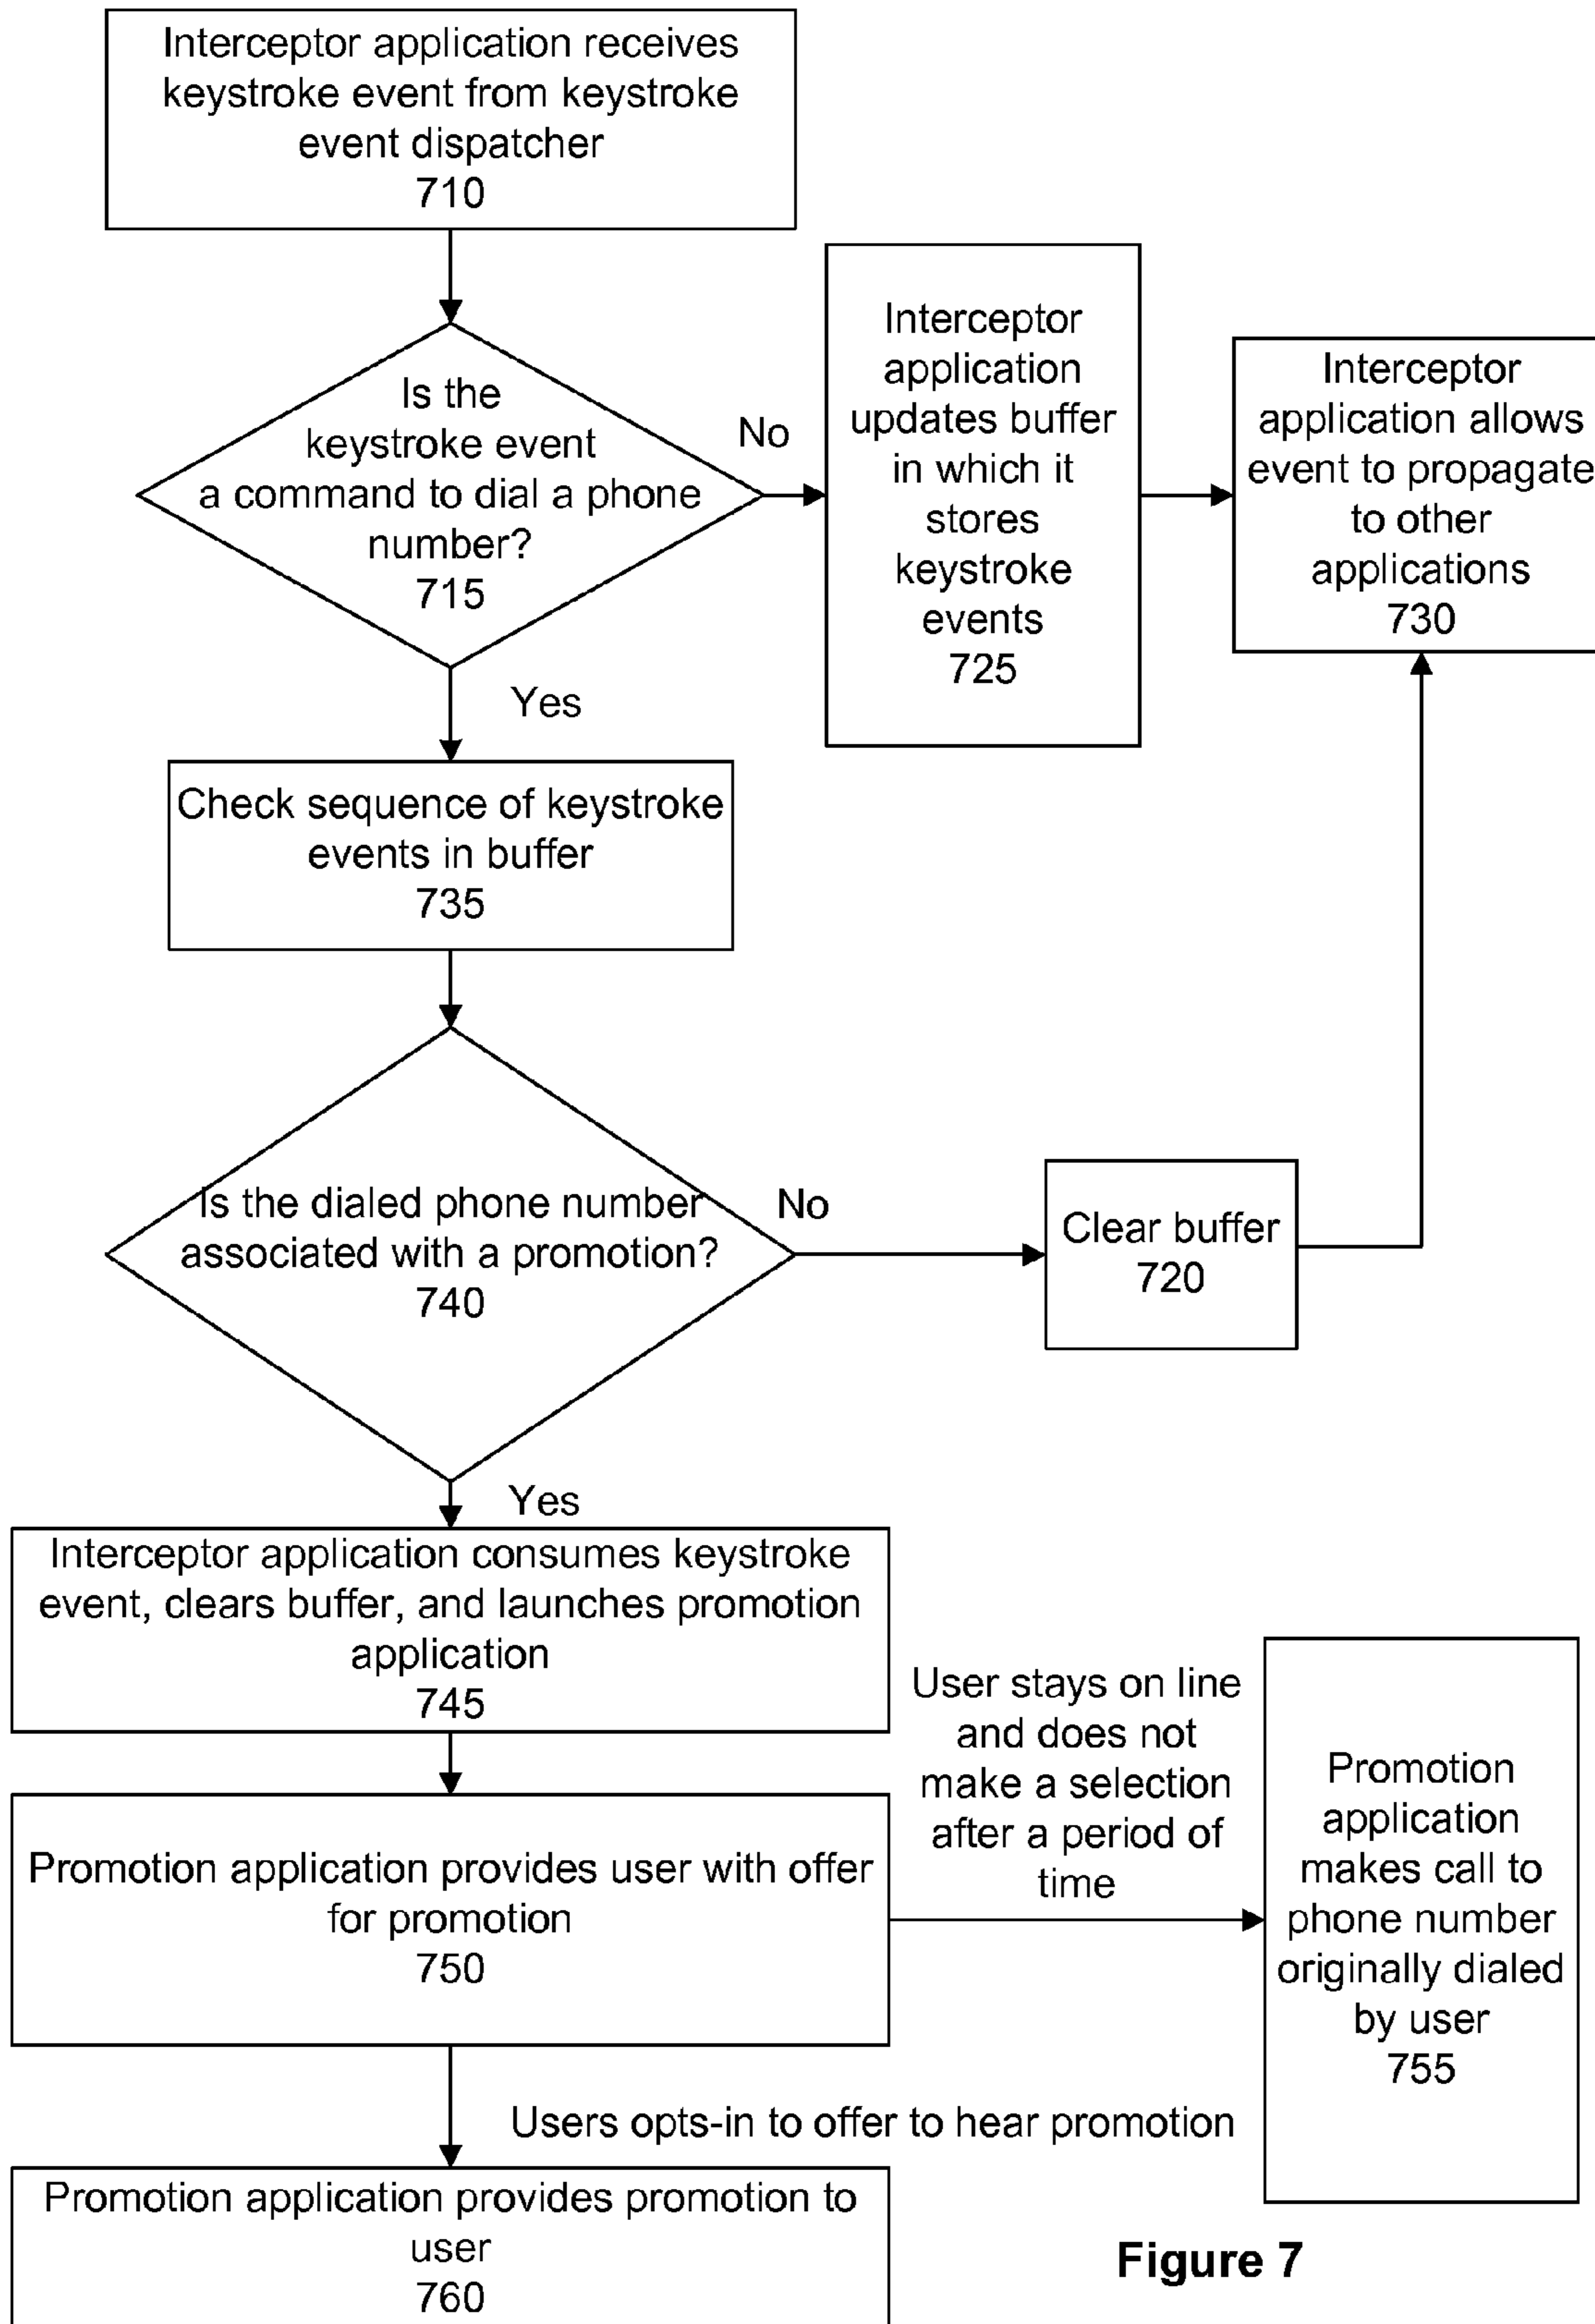 Interceptor application receives
keystroke event from keystroke
event dispatcher
710
Is the
keystroke event
a command to dial a phone
number?
715
No
Interceptor
application
updates buffer
in which it
stores
keystroke
events
725
Interceptor
application allows
event to propagate
to other
applications
730
Yes
Check sequence of keystroke
events in buffer
735
Is the dialed phone number
associated with a promotion?
740
No
Clear buffer
720
Yes
Interceptor application consumes keystroke
event, clears buffer, and launches promotion
application
745
Promotion application provides user with offer
for promotion
750
User stays on line
and does not
make a selection
after a period of
time
Promotion
application
makes call to
phone number
originally dialed
by user
755
Users opts-in to offer to hear promotion
Promotion application provides promotion to
user
760
Figure 7